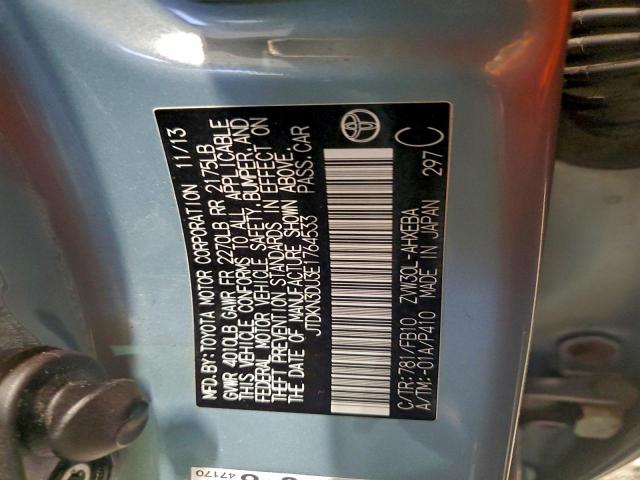 MFD. BY: TOYOTA MOTOR CORPORATION 11/13
GVWR 4010LB GAWR FR 2270LB RR 2175LB
THIS VEHICLE CONFORMS TO ALL APPLICABLE
FEDERAL MOTOR VEHICLE SAFETY, BUMPER, AND
THEFT PREVENTION STANDARDS IN EFFECT ON
THE DATE OF MANUFACTURE SHOWN ABOVE.
JTDKN3DU3E1764533 PASS. CAR
C/TR: 781/FB10 ZVW30L-AHXEBA
A/TM: -01A/P410 MADE IN JAPAN
297 C
47170